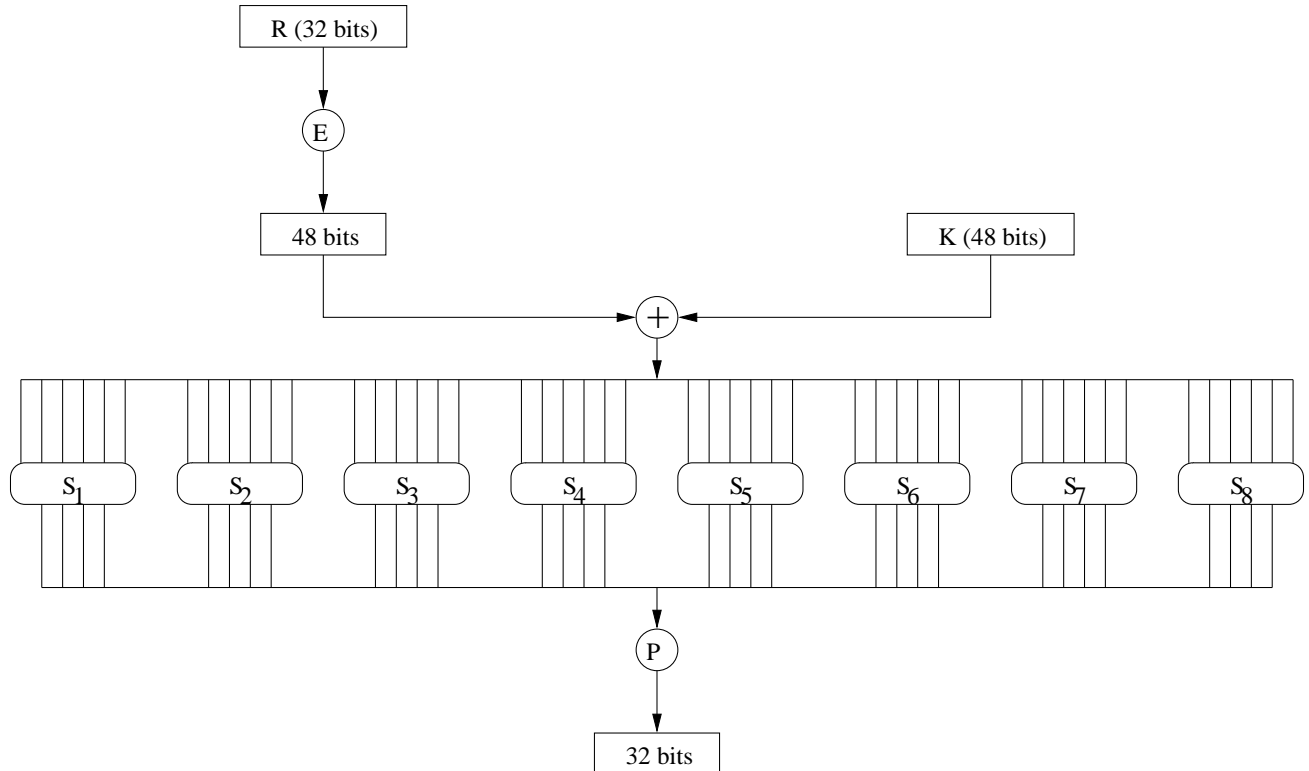 R (32 bits)
E
48 bits
K (48 bits)
+
S1 S2 S3 S4 S5 S6 S7 S8
P
32 bits